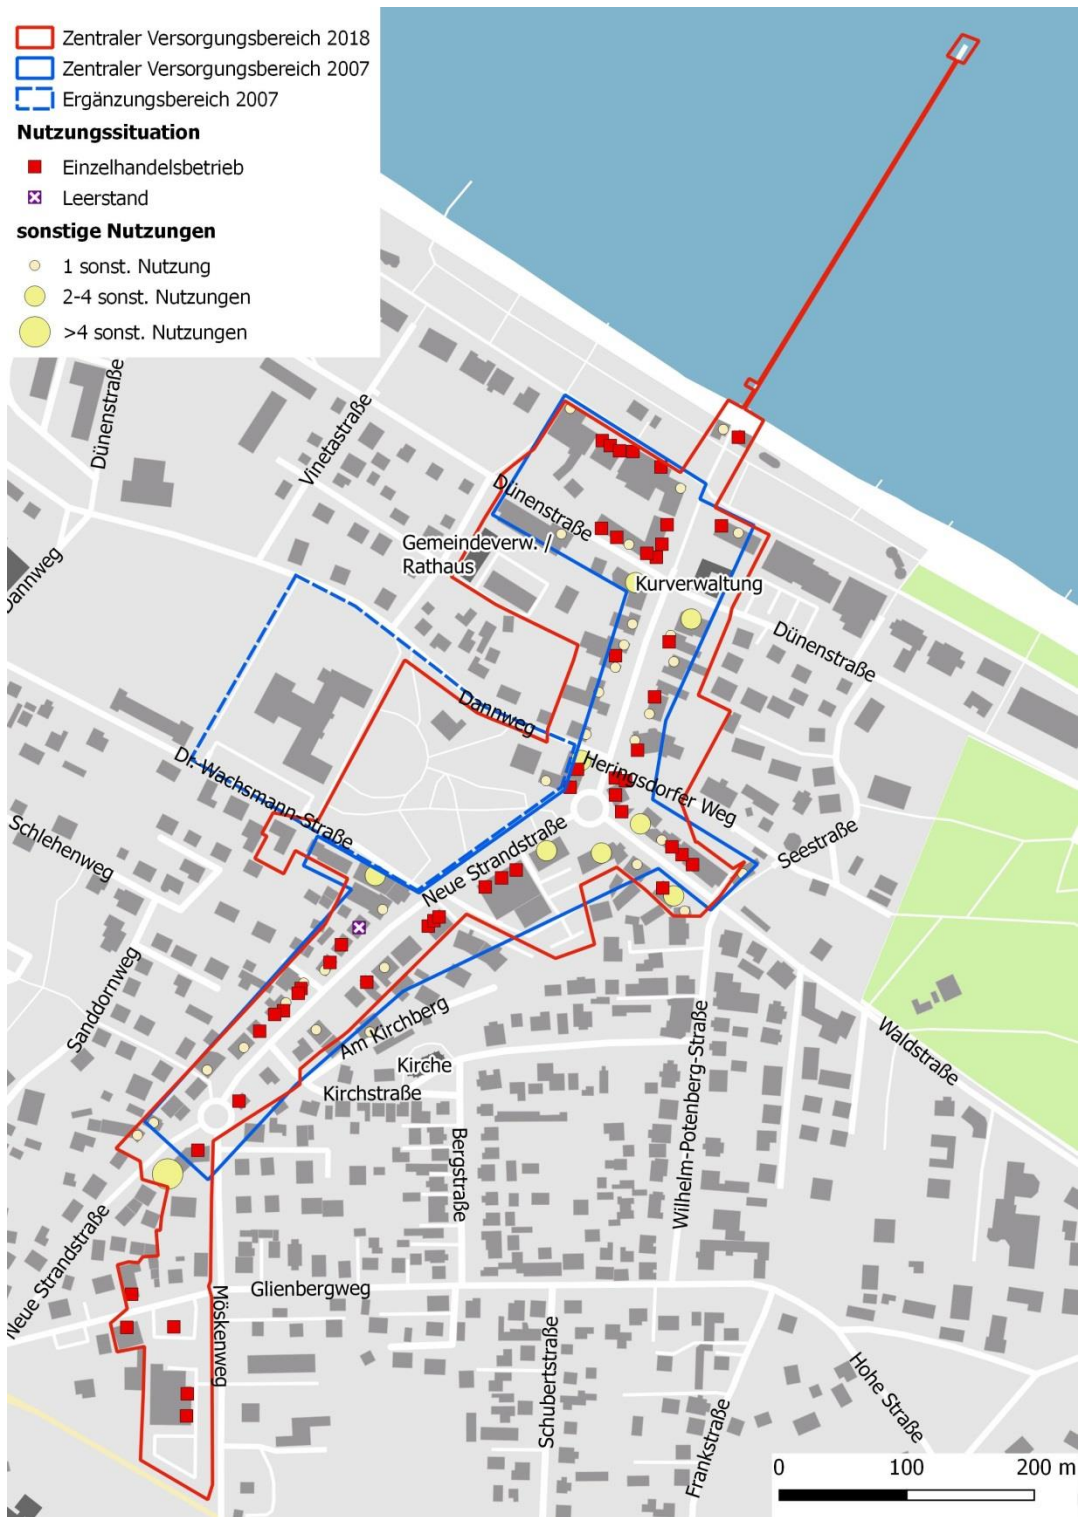 Zentraler Versorgungsbereich 2018
Zentraler Versorgungsbereich 2007
Ergänzungsbereich 2007
Nutzungssituation
Einzelhandelsbetrieb
Leerstand
sonstige Nutzungen
1 sonst. Nutzung
2-4 sonst. Nutzungen
>4 sonst. Nutzungen
Dünenstraße
Vinetastraße
Dünenstraße
Gemeindeverw. /
Rathaus
Dannweg
Kurverwaltung
Dünenstraße
Dannweg
Dr.-Wachsmann-Straße
Heringsdorfer Weg
Schlehenweg
Seestraße
Neue Strandstraße
Sanddornweg
Am Kirchberg
Waldstraße
Kirche
Kirchstraße
Wilhelm-Potenberg-Straße
Bergstraße
Neue Strandstraße
Glienbergweg
Möskenweg
Schubertstraße
Hohe Straße
Frankstraße
0 100 200 m